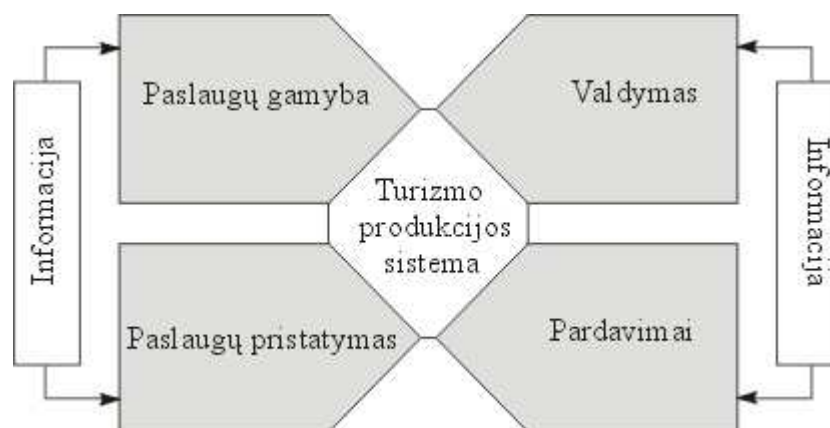 Paslaugų gamyba
Valdymas
Informacija
Turizmo
produkcijos
sistema
Informacija
Paslaugų pristatymas
Pardavimai